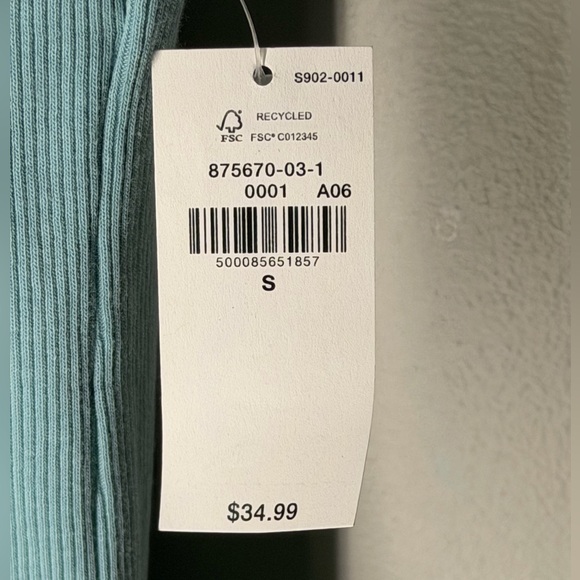 S902-0011
RECYCLED
FSC
FSC® C012345
875670-03-1
0001 A06
500085651857
S
$34.99